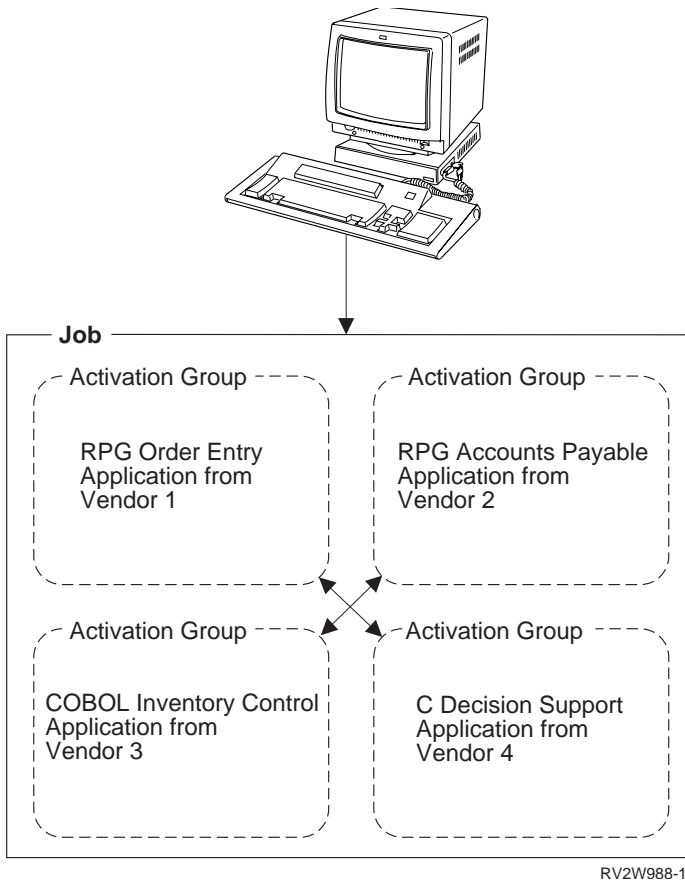 Job
Activation Group
RPG Order Entry
Application from
Vendor 1
Activation Group
RPG Accounts Payable
Application from
Vendor 2
Activation Group
COBOL Inventory Control
Application from
Vendor 3
Activation Group
C Decision Support
Application from
Vendor 4
RV2W988-1